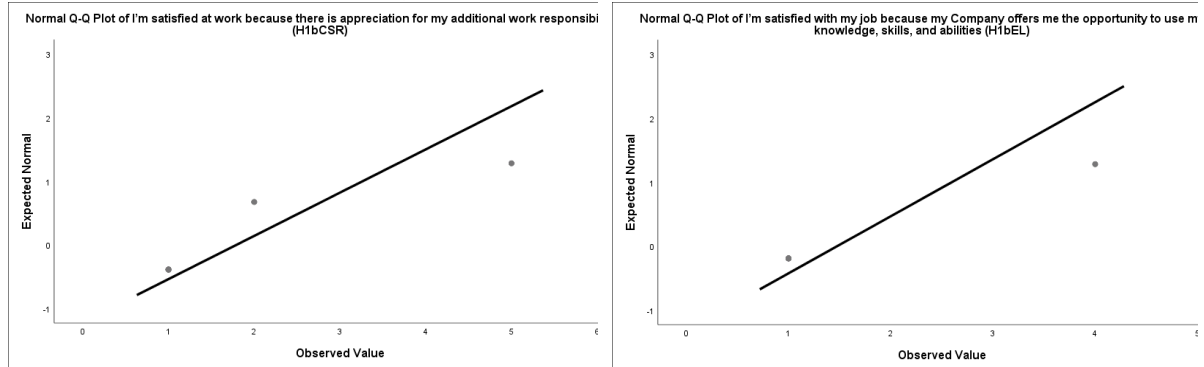 Normal Q-Q Plot of I'm satisfied at work because there is appreciation for my additional work
(H1bCSR)
3
2
1
0
-1
Expected Normal
0 1 2 3 4 5 6
Observed Value
Normal Q-Q Plot of I'm satisfied with my job because my Company offers me the opportunity to use
knowledge, skills, and abilities (H1bEL)
3
2
1
0
-1
Expected Normal
0 1 2 3 4 5
Observed Value